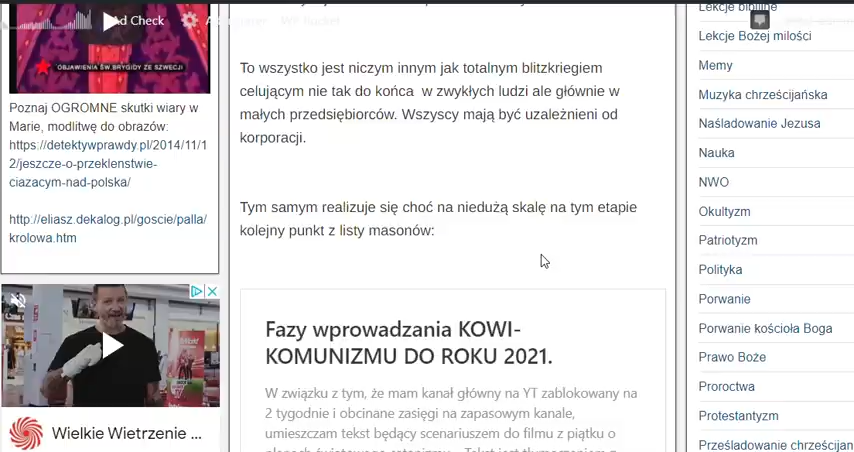 Ad Check
OBJAWIENIA ŚW.BRYGIDY ZE SZWECJI
Poznaj OGROMNE skutki wiary w
Marie, modlitwę do obrazów:
https://detektywprawdy.pl/2014/11/1
2/jeszcze-o-przeklenstwie-
ciazacym-nad-polska/
http://eliasz.dekalog.pl/goscie/palla/
krolowa.htm
Wielkie Wietrzenie ...
To wszystko jest niczym innym jak totalnym blitzkriegiem
celującym nie tak do końca w zwykłych ludzi ale głównie w
małych przedsiębiorców. Wszyscy mają być uzależnieni od
korporacji.
Tym samym realizuje się choć na niedużą skalę na tym etapie
kolejny punkt z listy masonów:
Fazy wprowadzania KOWI-
KOMUNIZMU DO ROKU 2021.
W związku z tym, że mam kanał główny na YT zablokowany na
2 tygodnie i obcinane zasięgi na zapasowym kanale,
umieszczam tekst będący scenariuszem do filmu z piątku o
Lekcje biblijne
Lekcje Bożej miłości
Memy
Muzyka chrześcijańska
Naśladowanie Jezusa
Nauka
NWO
Okultyzm
Patriotyzm
Polityka
Porwanie
Porwanie kościoła Boga
Prawo Boże
Proroctwa
Protestantyzm
Prześladowanie chrześcijan